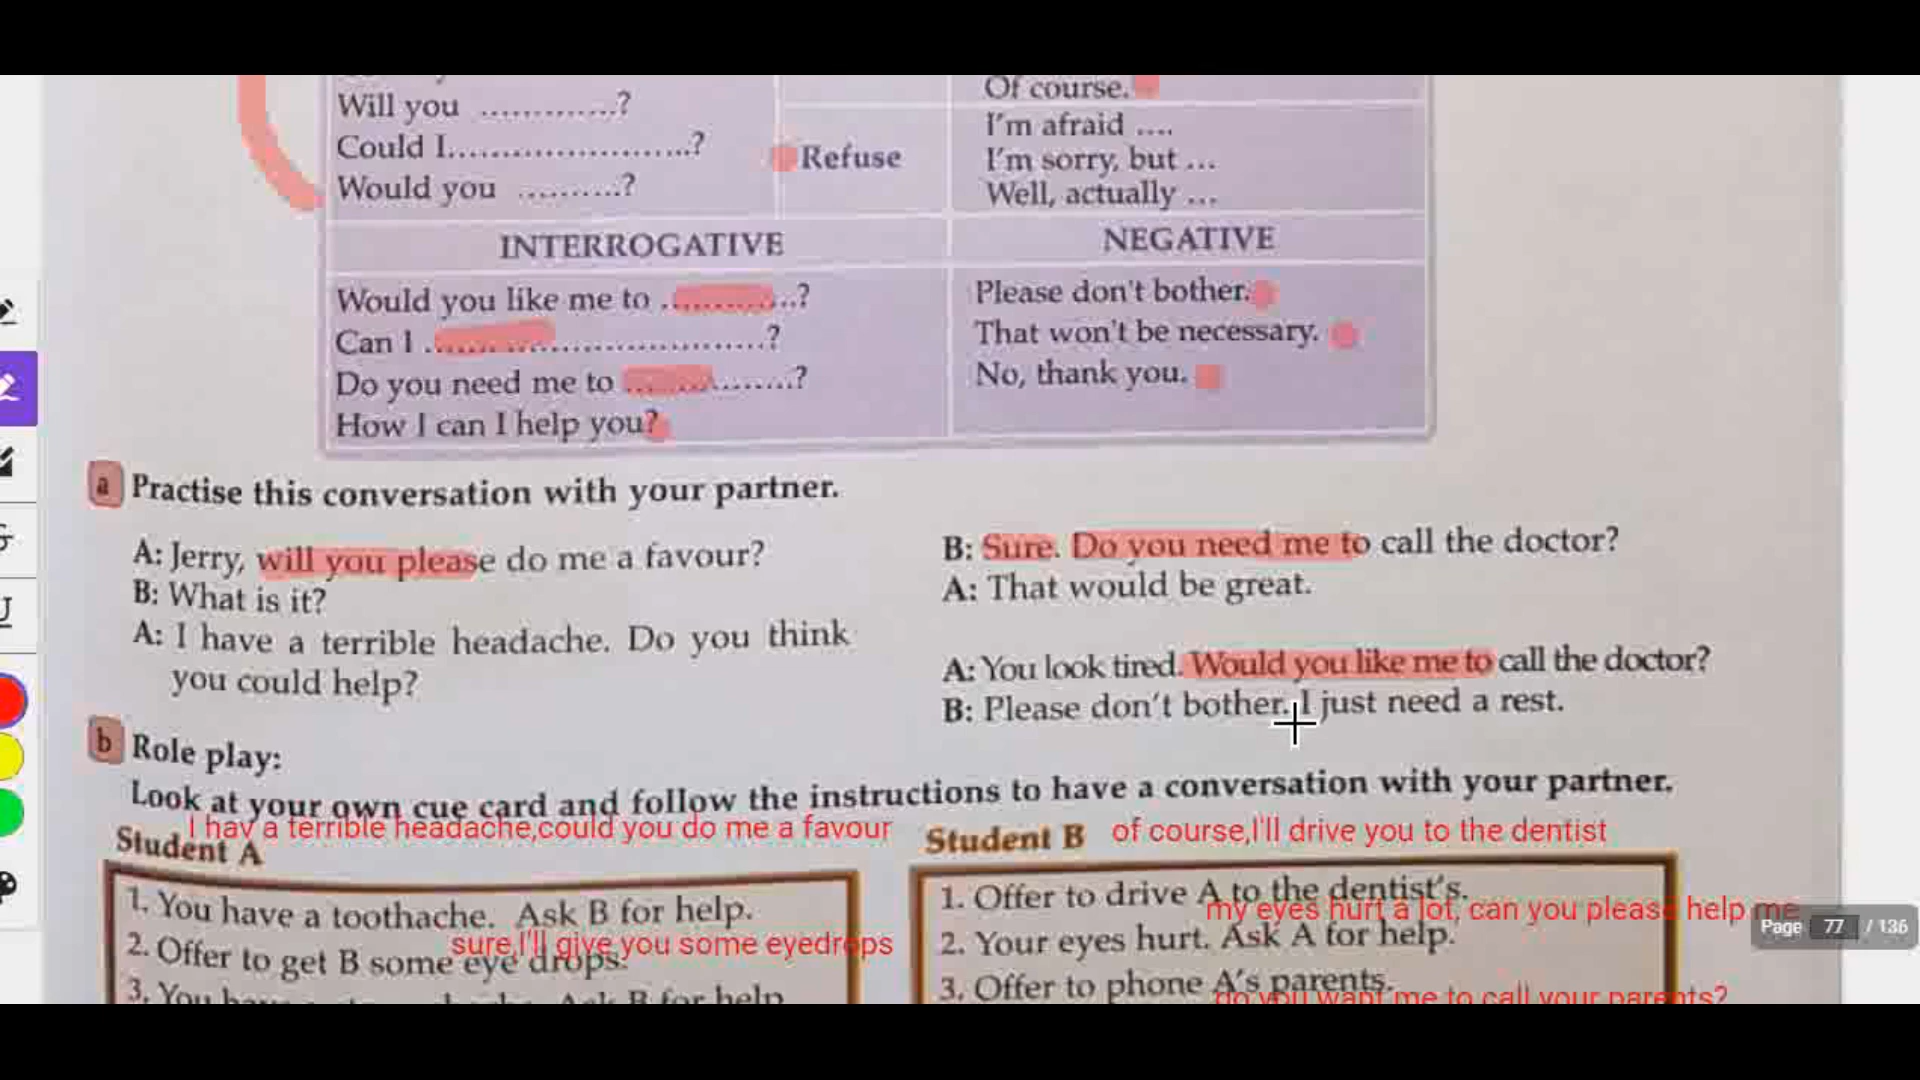 Will you .............?
Could I........................?
Would you ..........?
Refuse
Of course.
I'm afraid ....
I'm sorry, but ...
Well, actually ...
INTERROGATIVE
NEGATIVE
Would you like me to ..............?
Can I ....................................?
Do you need me to .................?
How I can I help you?
Please don't bother.
That won't be necessary.
No, thank you.
a Practise this conversation with your partner.
A: Jerry, will you please do me a favour?
B: What is it?
A: I have a terrible headache. Do you think
you could help?
B: Sure. Do you need me to call the doctor?
A: That would be great.
A: You look tired. Would you like me to call the doctor?
B: Please don't bother. I just need a rest.
b Role play:
Look at your own cue card and follow the instructions to have a conversation with your partner.
I hav a terrible headache,could you do me a favour
Student A
Student B
of course,I'll drive you to the dentist
1. You have a toothache. Ask B for help.
sure,I'll give you some eyedrops
2. Offer to get B some eye drops.
3. You have Ask B for help
1. Offer to drive A to the dentist's.
my eyes hurt a lot, can you please help me
2. Your eyes hurt. Ask A for help.
3. Offer to phone A's parents.
do you want me to call your parents?
Page 77 / 136